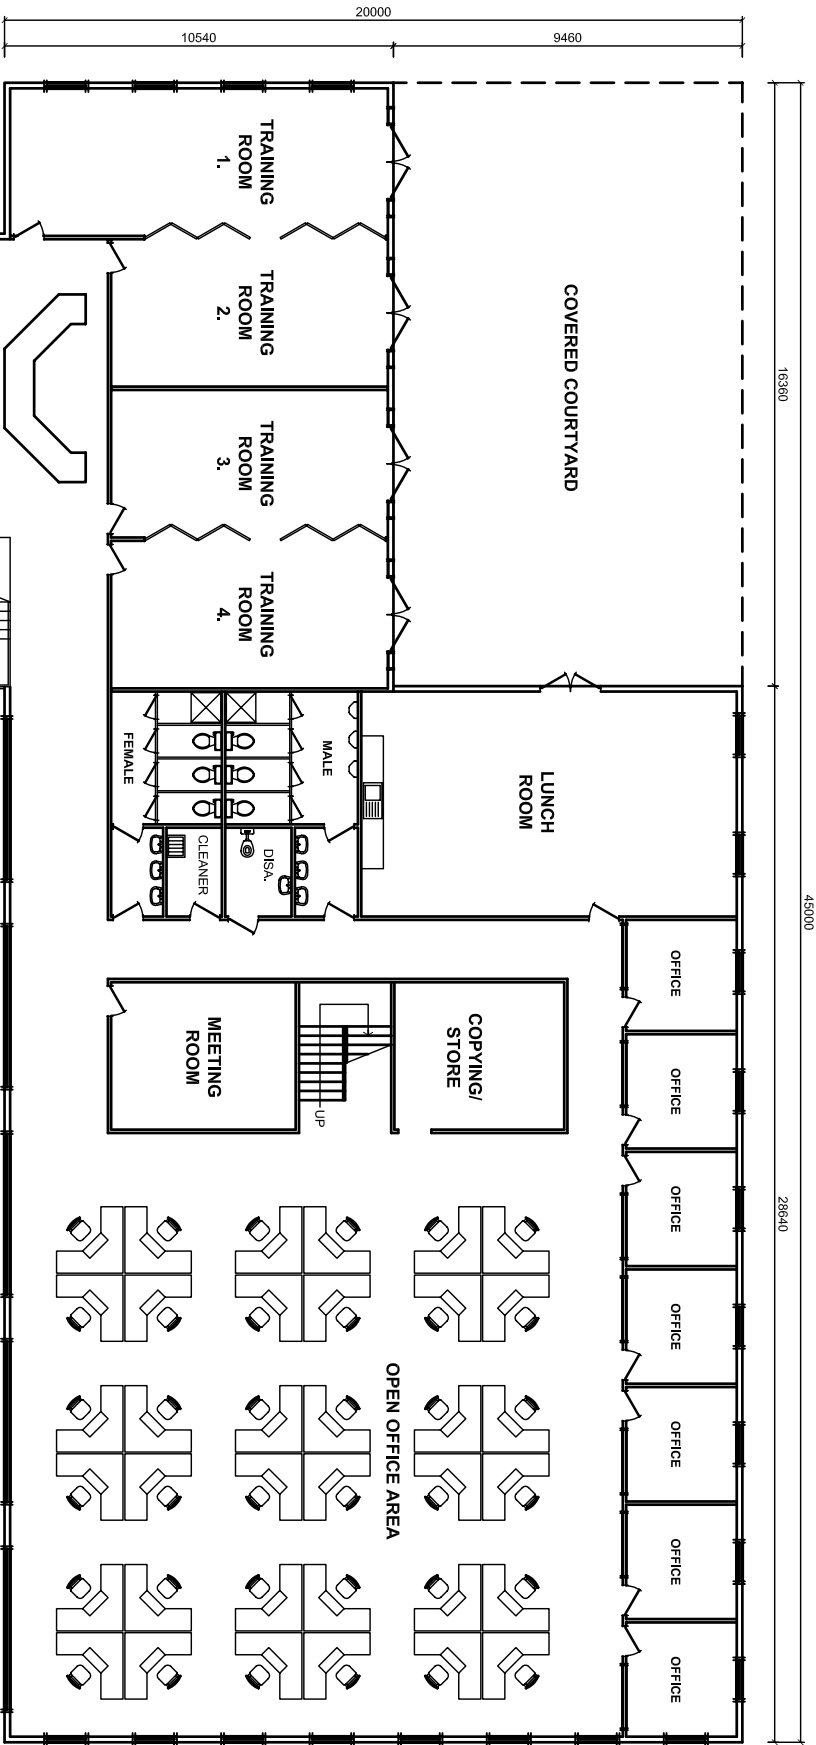 20000
10540
9460
TRAINING
ROOM
1.
TRAINING
ROOM
2.
TRAINING
ROOM
3.
TRAINING
ROOM
4.
COVERED COURTYARD
16360
45000
28640
FEMALE
MALE
LUNCH
ROOM
CLEANER
DISA.
MEETING
ROOM
UP
COPYING/
STORE
OFFICE
OFFICE
OFFICE
OFFICE
OFFICE
OFFICE
OFFICE
OPEN OFFICE AREA